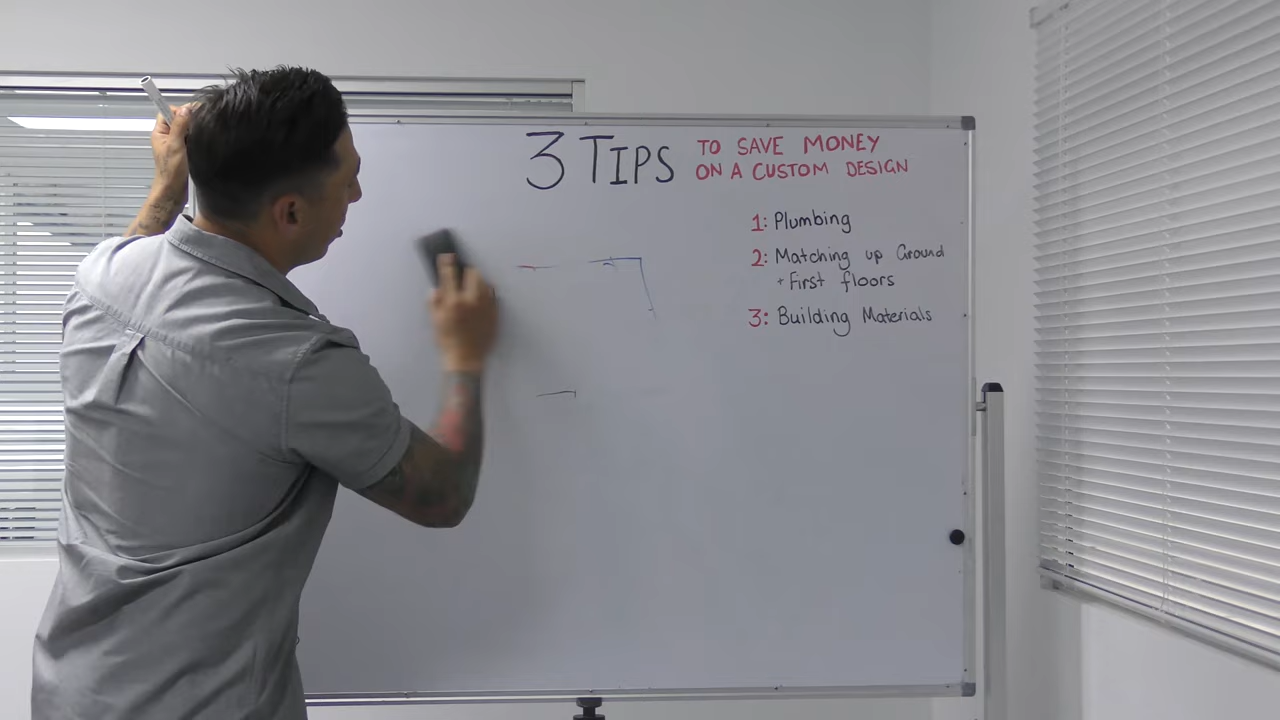 3 TIPS TO SAVE MONEY
ON A CUSTOM DESIGN
1: Plumbing
2: Matching up Ground
+ First floors
3: Building Materials